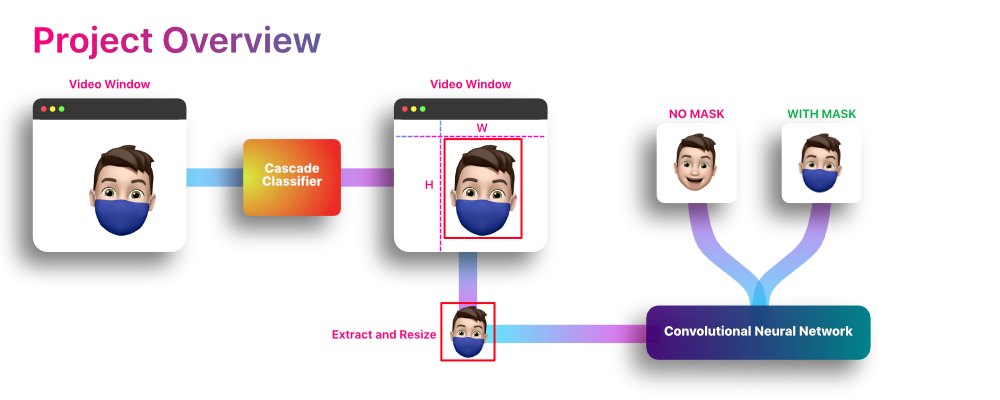 Project Overview
Video Window
Video Window
NO MASK
WITH MASK
W
Cascade
Classifier
H
Extract and Resize
Convolutional Neural Network